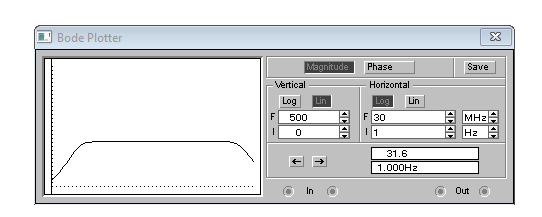 Bode Plotter
Magnitude Phase Save
Vertical Horizontal
Log Lin Log Lin
F 500 F 30 MHz
I 0 I 1 Hz
31.6
1.000Hz
In Out